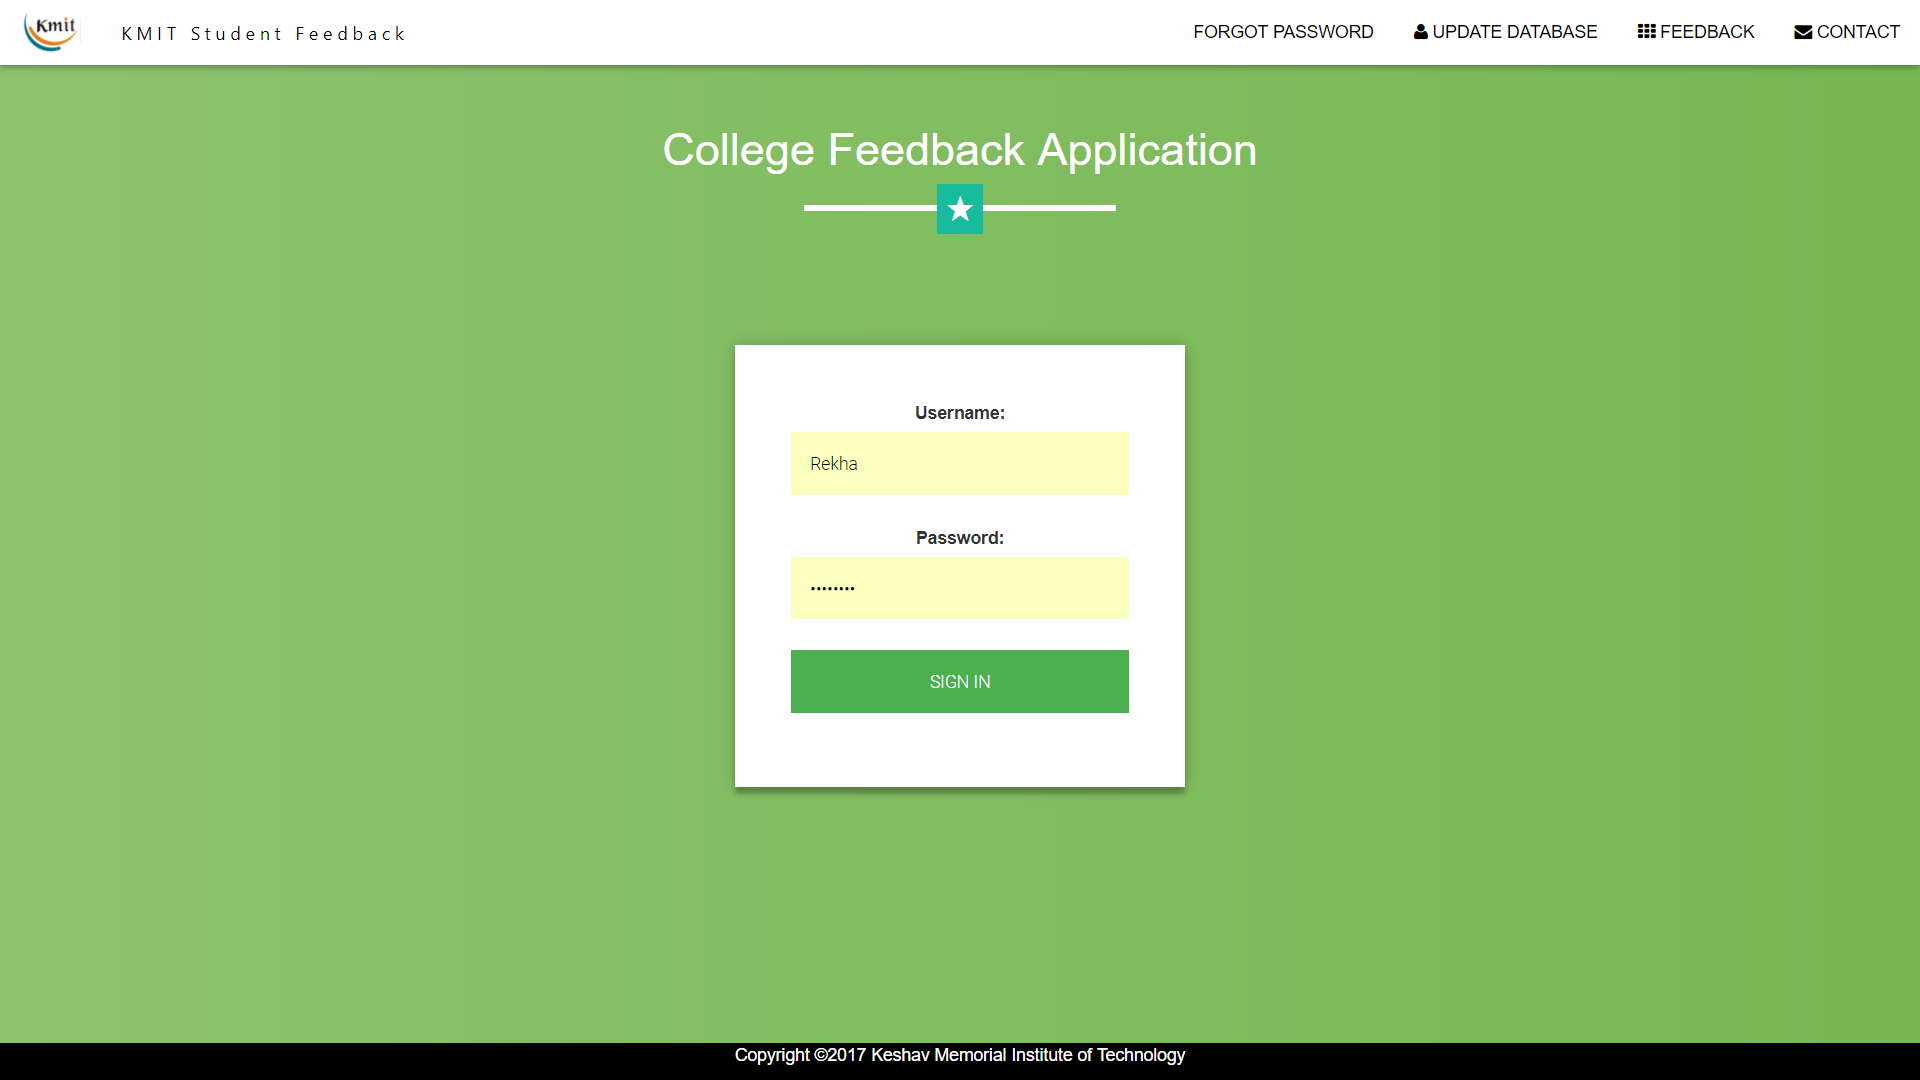 Kmit
KMIT Student Feedback
FORGOT PASSWORD
UPDATE DATABASE
FEEDBACK
CONTACT
College Feedback Application
Username:
Rekha
Password:
••••••••
SIGN IN
Copyright ©2017 Keshav Memorial Institute of Technology